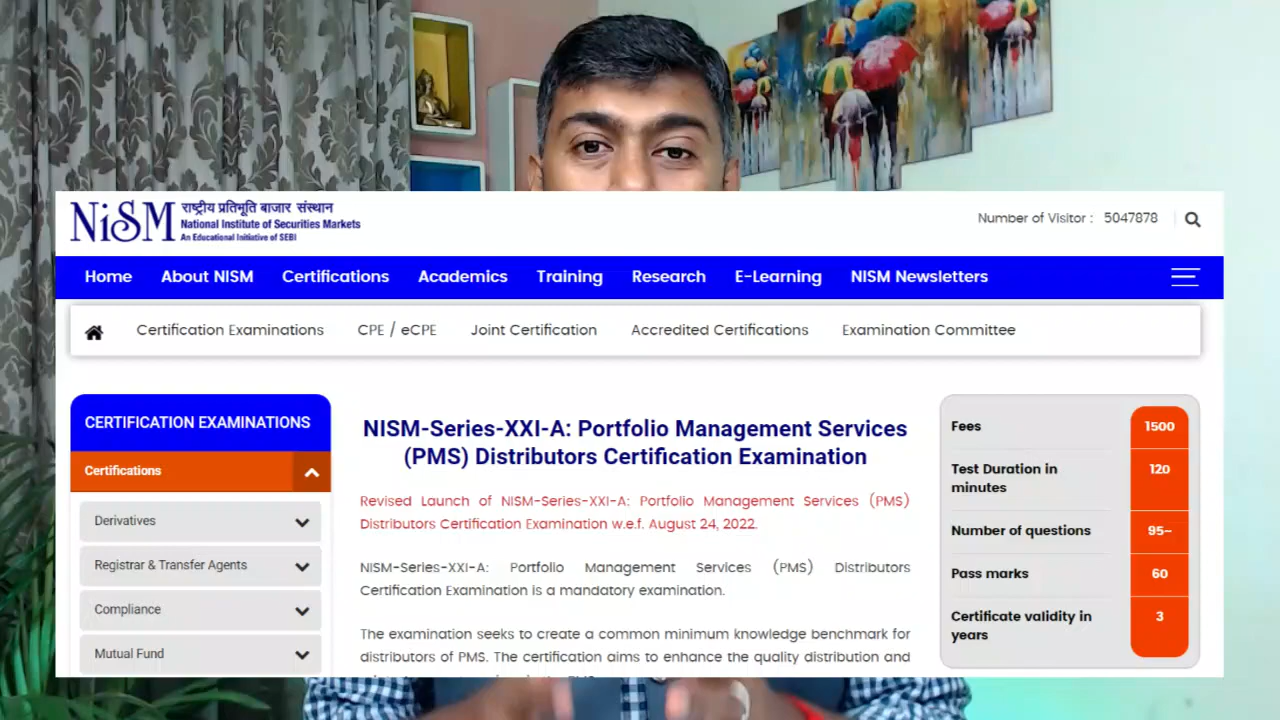 NiSM
राष्ट्रीय प्रतिभूति बाजार संस्थान
National Institute of Securities Markets
An Educational Initiative of SEBI
Number of Visitor : 5047878
Home About NISM Certifications Academics Training Research E-Learning NISM Newsletters
Certification Examinations CPE / eCPE Joint Certification Accredited Certifications Examination Committee
CERTIFICATION EXAMINATIONS
Certifications
Derivatives
Registrar & Transfer Agents
Compliance
Mutual Fund
NISM-Series-XXI-A: Portfolio Management Services
(PMS) Distributors Certification Examination
Revised Launch of NISM-Series-XXI-A: Portfolio Management Services (PMS)
Distributors Certification Examination w.e.f. August 24, 2022.
NISM-Series-XXI-A: Portfolio Management Services (PMS) Distributors
Certification Examination is a mandatory examination.
The examination seeks to create a common minimum knowledge benchmark for
distributors of PMS. The certification aims to enhance the quality distribution and
Fees 1500
Test Duration in
minutes 120
Number of questions 95~
Pass marks 60
Certificate validity in
years 3